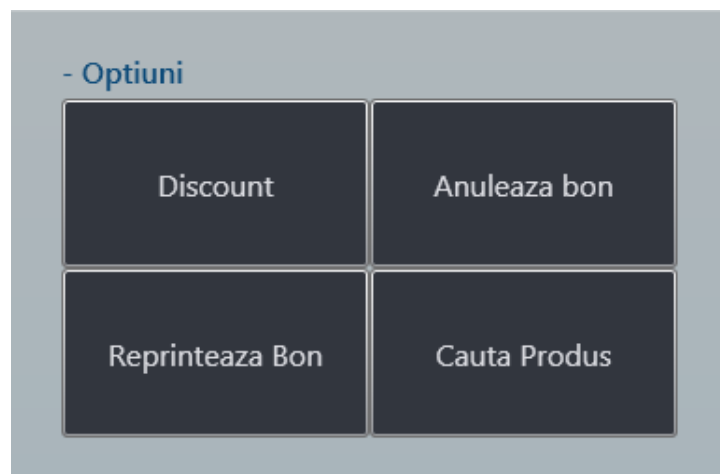 - Optiuni
Discount
Anuleaza bon
Reprinteaza Bon
Cauta Produs